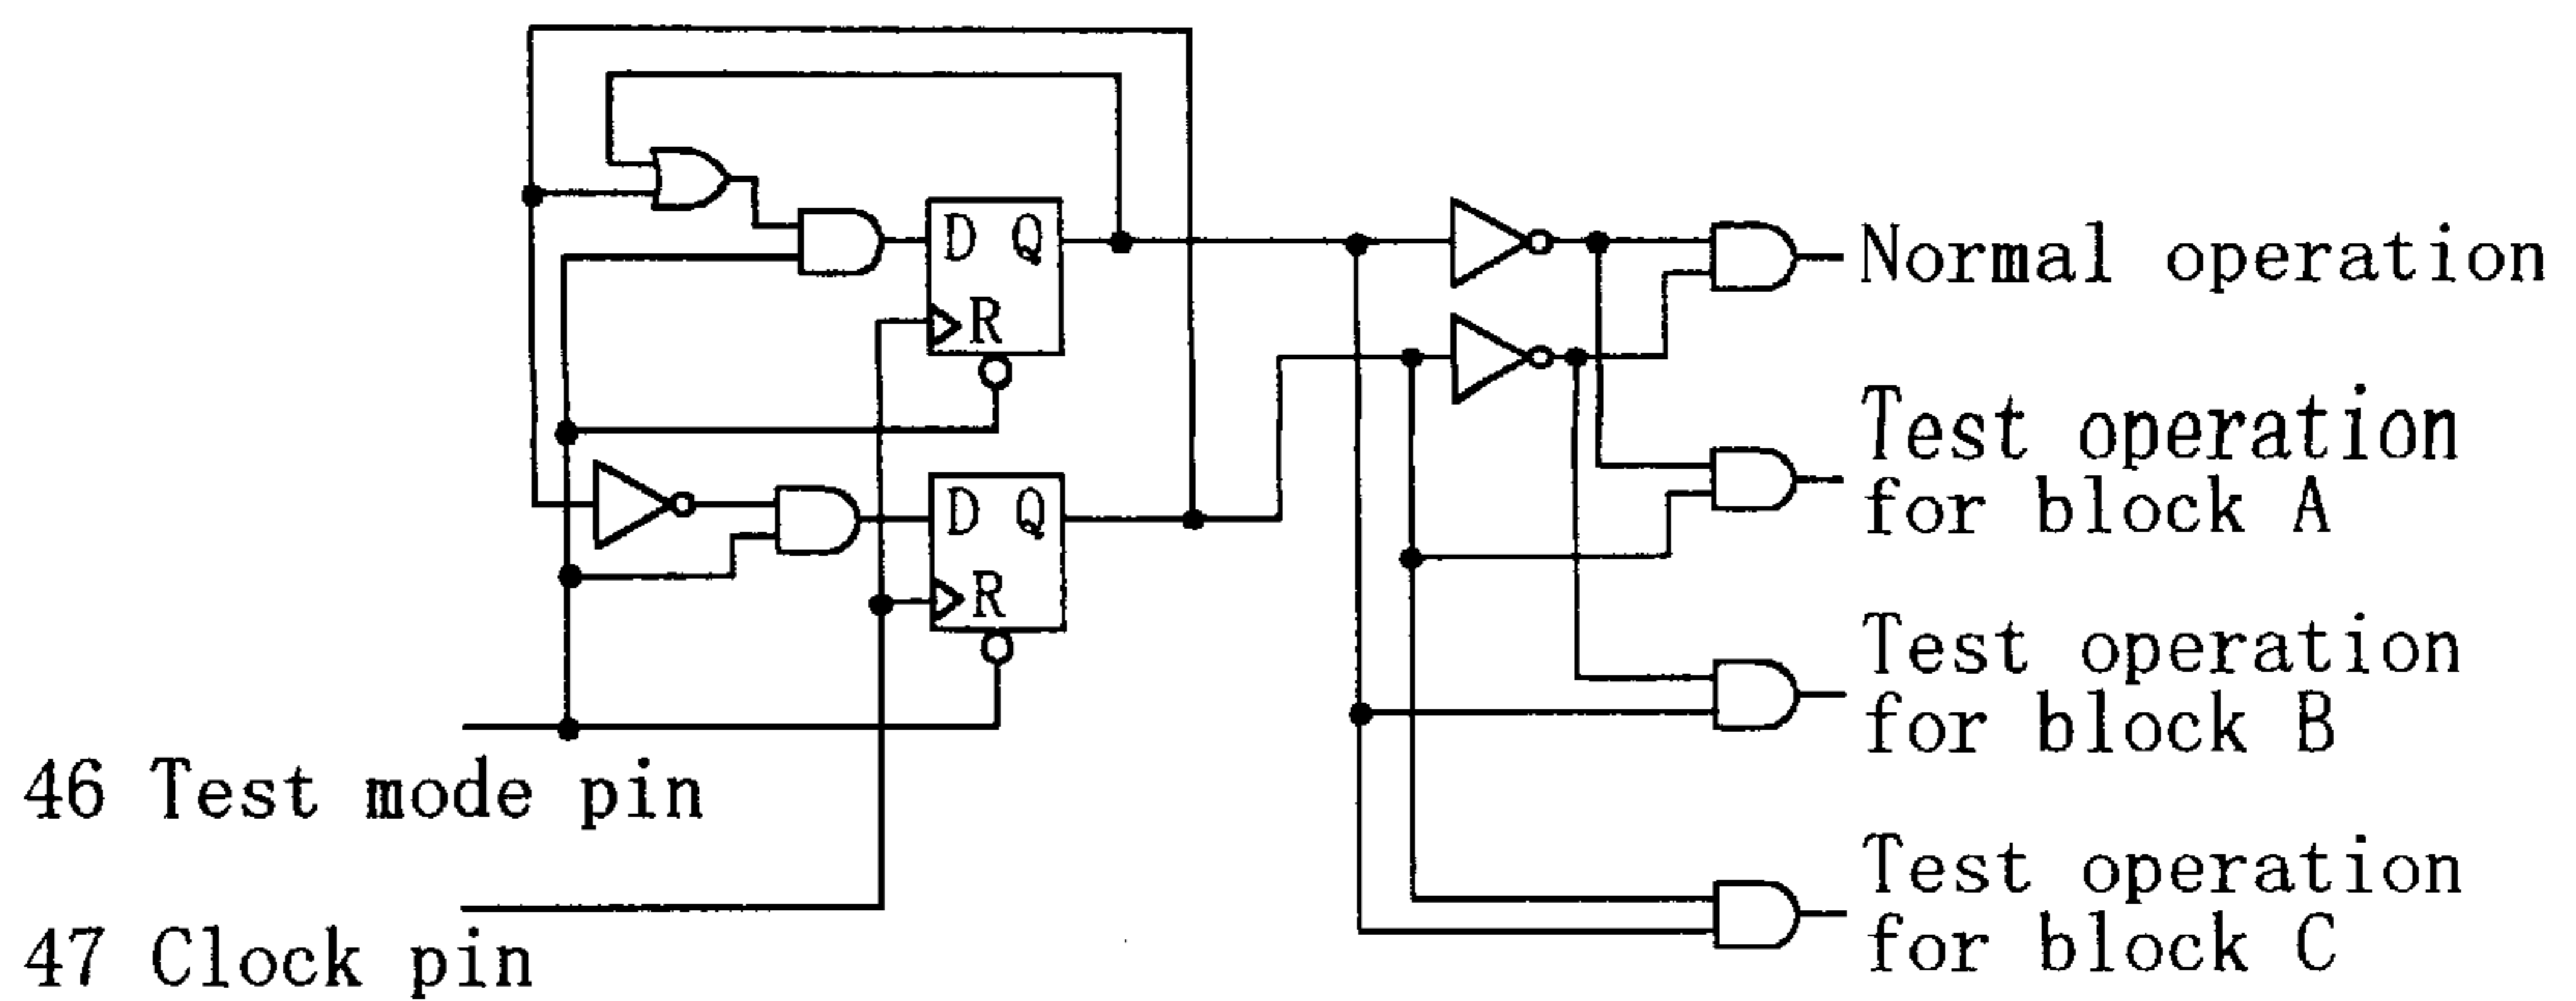 D Q
R
D Q
R
Normal operation
Test operation
for block A
Test operation
for block B
Test operation
for block C
46 Test mode pin
47 Clock pin